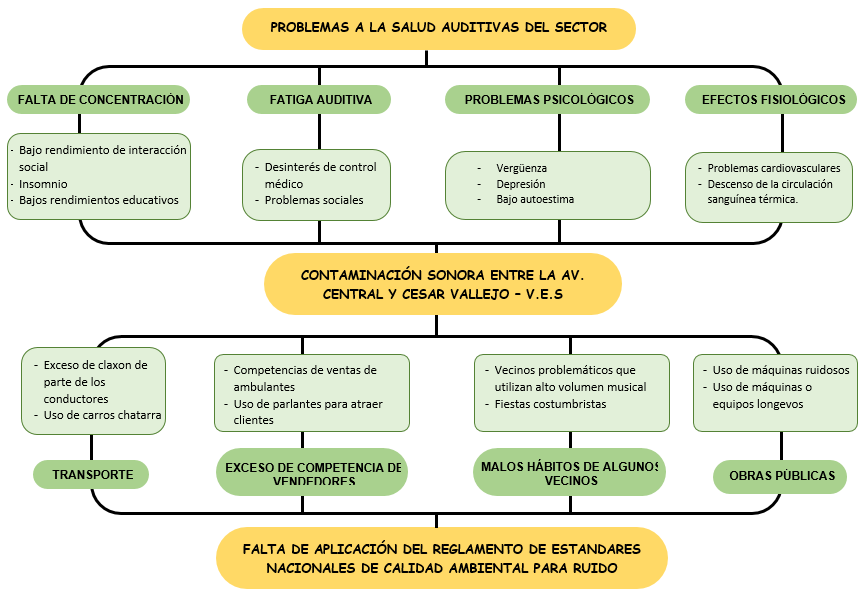 PROBLEMAS A LA SALUD AUDITIVAS DEL SECTOR
FALTA DE CONCENTRACIÓN
FATIGA AUDITIVA
PROBLEMAS PSICOLÓGICOS
EFECTOS FISIOLÓGICOS
- Bajo rendimiento de interacción
social
- Insomnio
- Bajos rendimientos educativos
- Desinterés de control
médico
- Problemas sociales
- Vergüenza
- Depresión
- Bajo autoestima
- Problemas cardiovasculares
- Descenso de la circulación
sanguínea térmica.
CONTAMINACIÓN SONORA ENTRE LA AV.
CENTRAL Y CESAR VALLEJO – V.E.S
- Exceso de claxon de
parte de los
conductores
- Uso de carros chatarra
- Competencias de ventas de
ambulantes
- Uso de parlantes para atraer
clientes
- Vecinos problemáticos que
utilizan alto volumen musical
- Fiestas costumbristas
- Uso de máquinas ruidosos
- Uso de máquinas o
equipos longevos
TRANSPORTE
EXCESO DE COMPETENCIA DE
VENDEDORES
MALOS HÁBITOS DE ALGUNOS
VECINOS
OBRAS PÙBLICAS
FALTA DE APLICACIÓN DEL REGLAMENTO DE ESTANDARES
NACIONALES DE CALIDAD AMBIENTAL PARA RUIDO